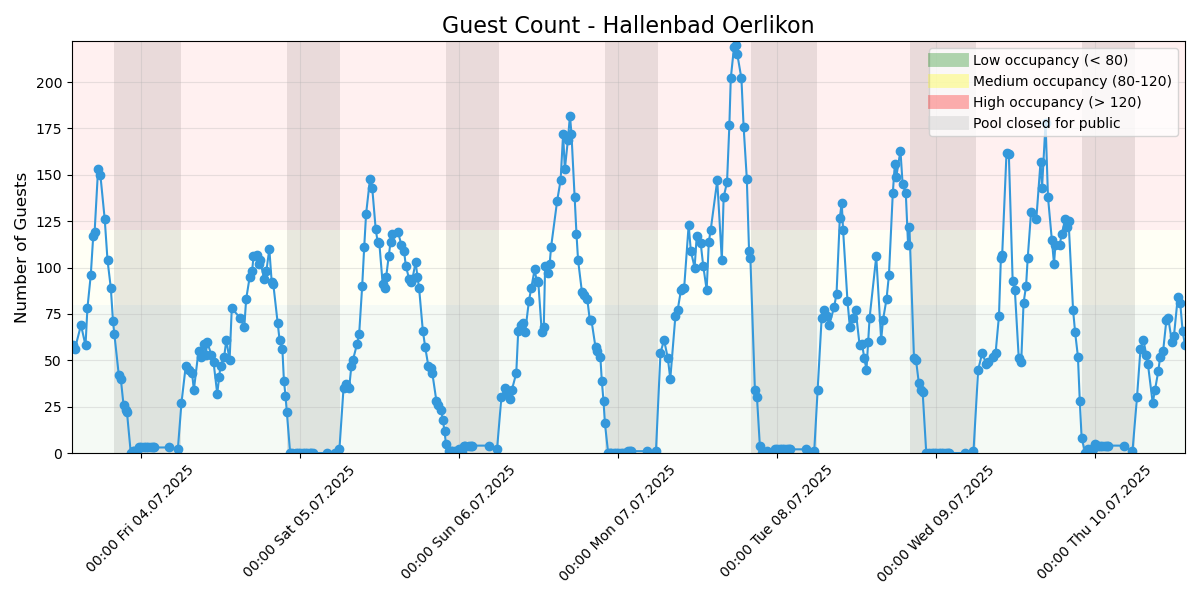 Guest Count - Hallenbad Oerlikon
Number of Guests
200
175
150
125
100
75
50
25
0
Low occupancy (< 80)
Medium occupancy (80-120)
High occupancy (> 120)
Pool closed for public
00:00 Fri 04.07.2025
00:00 Sat 05.07.2025
00:00 Sun 06.07.2025
00:00 Mon 07.07.2025
00:00 Tue 08.07.2025
00:00 Wed 09.07.2025
00:00 Thu 10.07.2025